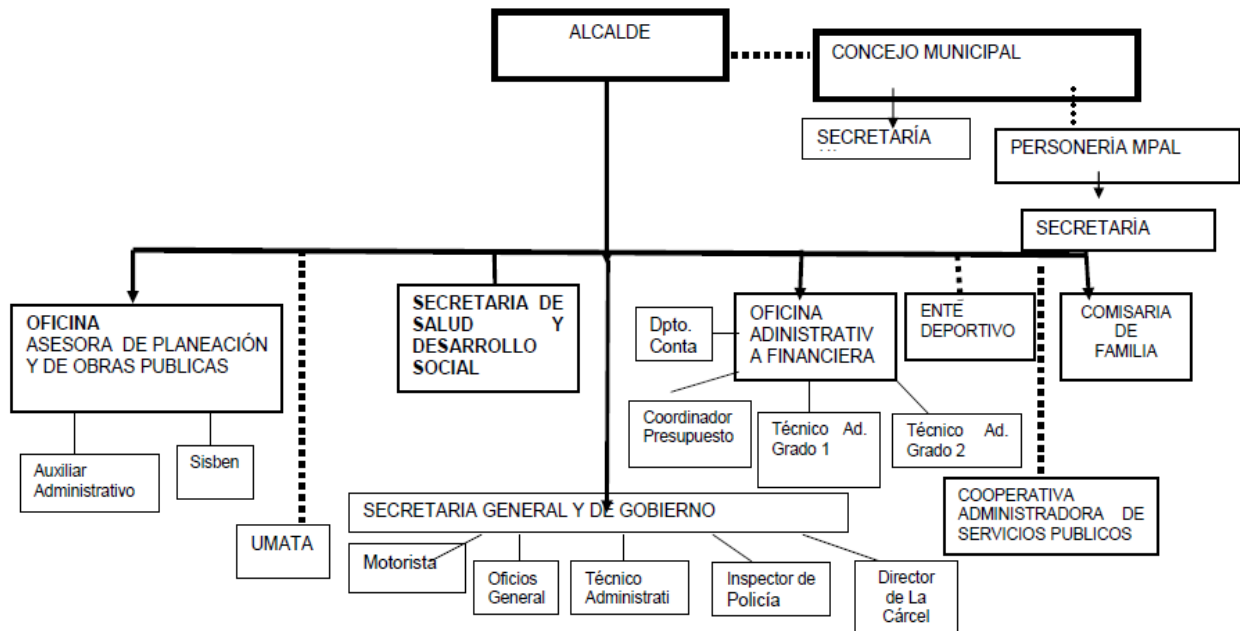 ALCALDE
CONCEJO MUNICIPAL
SECRETARÍA
...
PERSONERÍA MPAL
SECRETARÍA
OFICINA
ASESORA DE PLANEACIÓN
Y DE OBRAS PUBLICAS
SECRETARIA DE
SALUD Y
DESARROLLO
SOCIAL
Dpto.
Conta
OFICINA
ADINISTRATIV
A FINANCIERA
ENTE
DEPORTIVO
COMISARIA
DE
FAMILIA
Auxiliar
Administrativo
Sisben
Coordinador
Presupuesto
Técnico Ad.
Grado 1
Técnico Ad.
Grado 2
UMATA
SECRETARIA GENERAL Y DE GOBIERNO
COOPERATIVA
ADMINISTRADORA DE
SERVICIOS PUBLICOS
Motorista
Oficios
General
Técnico
Administrati
Inspector de
Policía
Director
de La
Cárcel